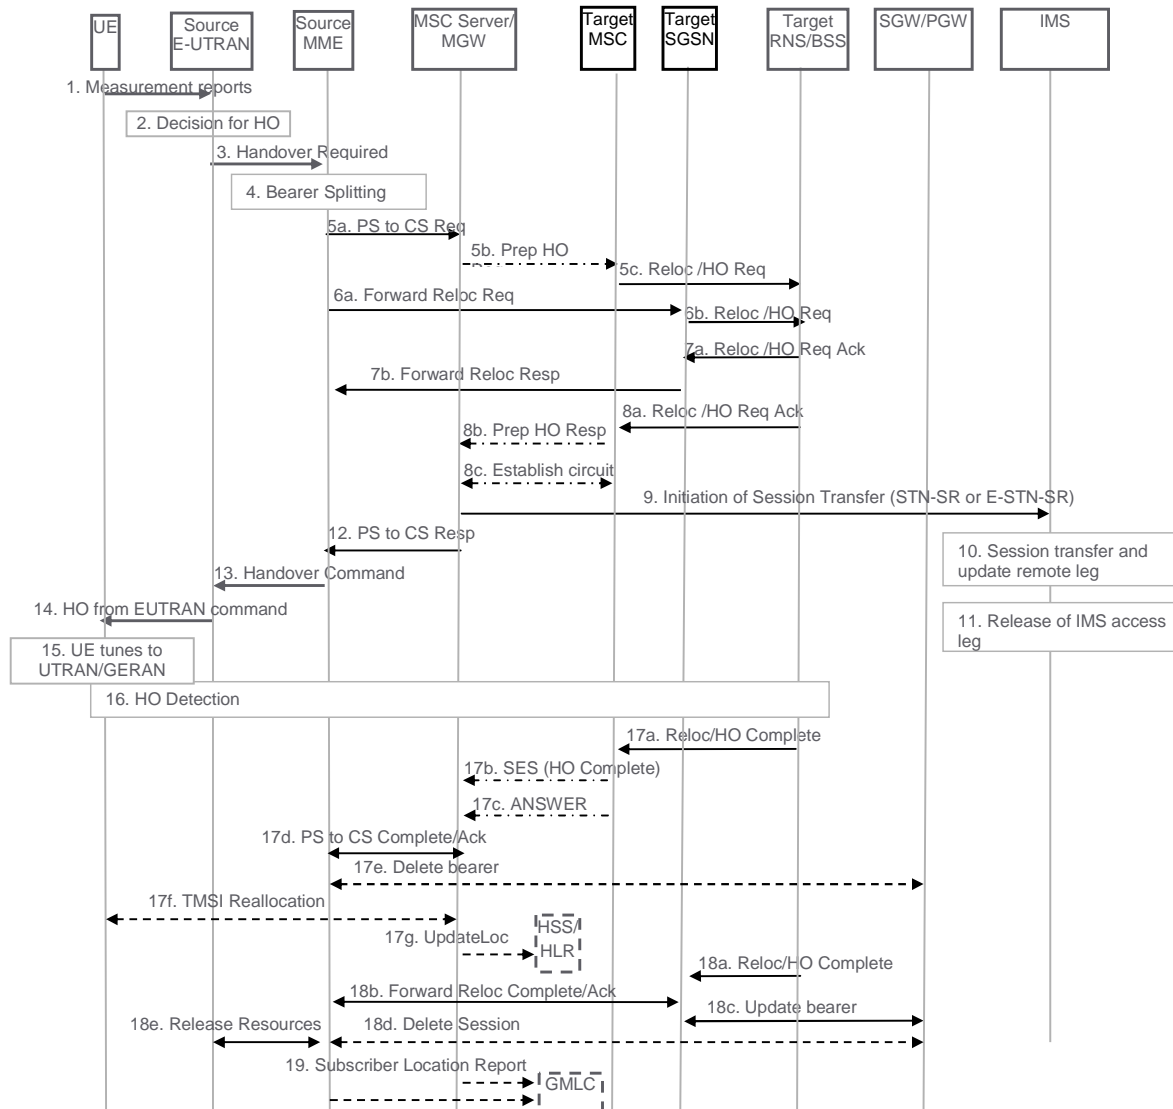 UE
Source
E-UTRAN
Source
MME
MSC Server/
MGW
Target
MSC
Target
SGSN
Target
RNS/BSS
SGW/PGW
IMS
1. Measurement reports
2. Decision for HO
3. Handover Required
4. Bearer Splitting
5a. PS to CS Req
5b. Prep HO
5c. Reloc /HO Req
6a. Forward Reloc Req
6b. Reloc /HO Req
7a. Reloc /HO Req Ack
7b. Forward Reloc Resp
8a. Reloc /HO Req Ack
8b. Prep HO Resp
8c. Establish circuit
9. Initiation of Session Transfer (STN-SR or E-STN-SR)
12. PS to CS Resp
10. Session transfer and
update remote leg
13. Handover Command
14. HO from EUTRAN command
11. Release of IMS access
leg
15. UE tunes to
UTRAN/GERAN
16. HO Detection
17a. Reloc/HO Complete
17b. SES (HO Complete)
17c. ANSWER
17d. PS to CS Complete/Ack
17e. Delete bearer
17f. TMSI Reallocation
17g. UpdateLoc
HSS/
HLR
18a. Reloc/HO Complete
18b. Forward Reloc Complete/Ack
18c. Update bearer
18e. Release Resources
18d. Delete Session
19. Subscriber Location Report
GMLC